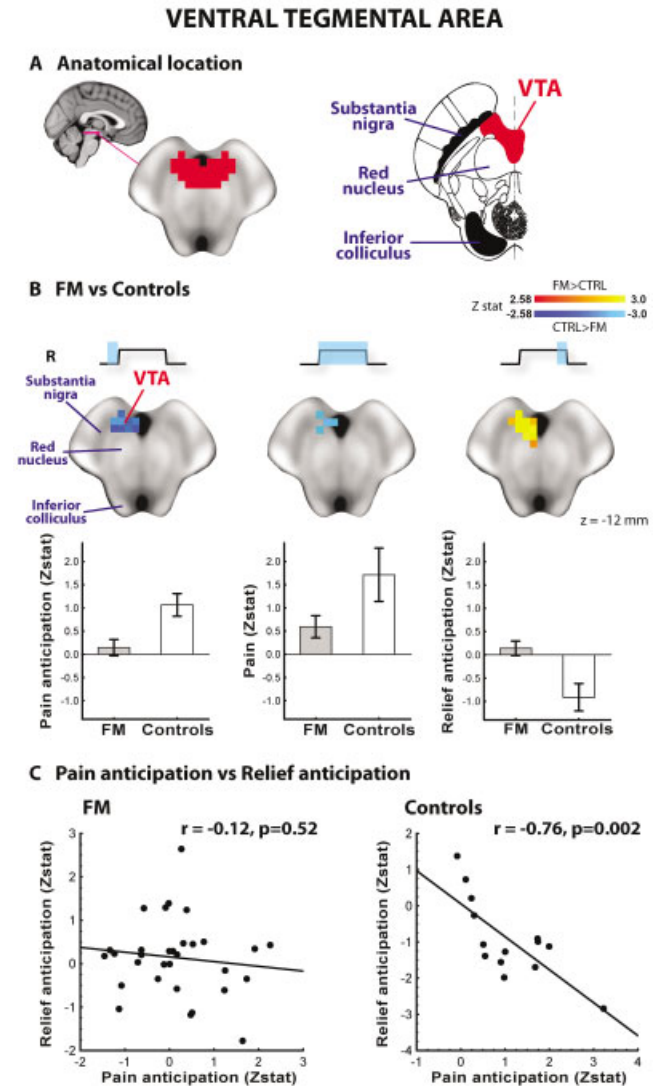 VENTRAL TEGMENTAL AREA
A Anatomical location
VTA
Substantia
nigra
Red
nucleus
Inferior
colliculus
B FM vs Controls
FM>CTRL
Z stat 2.58 3.0
-2.58 -3.0
CTRL>FM
R
Substantia
nigra
VTA
Red
nucleus
Inferior
colliculus
z = -12 mm
Pain anticipation (Zstat)
2.0
1.5
1.0
0.5
0.0
-0.5
-1.0
FM Controls
Pain (Zstat)
2.0
1.5
1.0
0.5
0.0
-0.5
-1.0
FM Controls
Relief anticipation (Zstat)
2.0
1.5
1.0
0.5
0.0
-0.5
-1.0
FM Controls
C Pain anticipation vs Relief anticipation
FM
r = -0.12, p=0.52
Relief anticipation (Zstat)
3
2
1
0
-1
-2
-2 -1 0 1 2 3
Pain anticipation (Zstat)
Controls
r = -0.76, p=0.002
Relief anticipation (Zstat)
2
1
0
-1
-2
-3
-4
-1 0 1 2 3 4
Pain anticipation (Zstat)